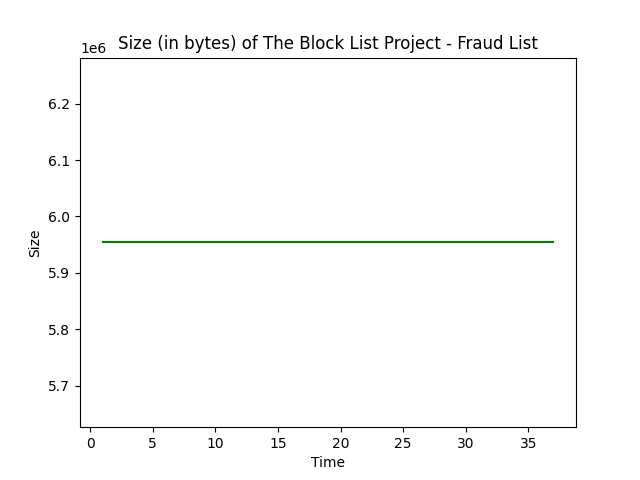 Size (in bytes) of The Block List Project - Fraud List
1e6
6.2
6.1
6.0
5.9
5.8
5.7
Size
0 5 10 15 20 25 30 35
Time